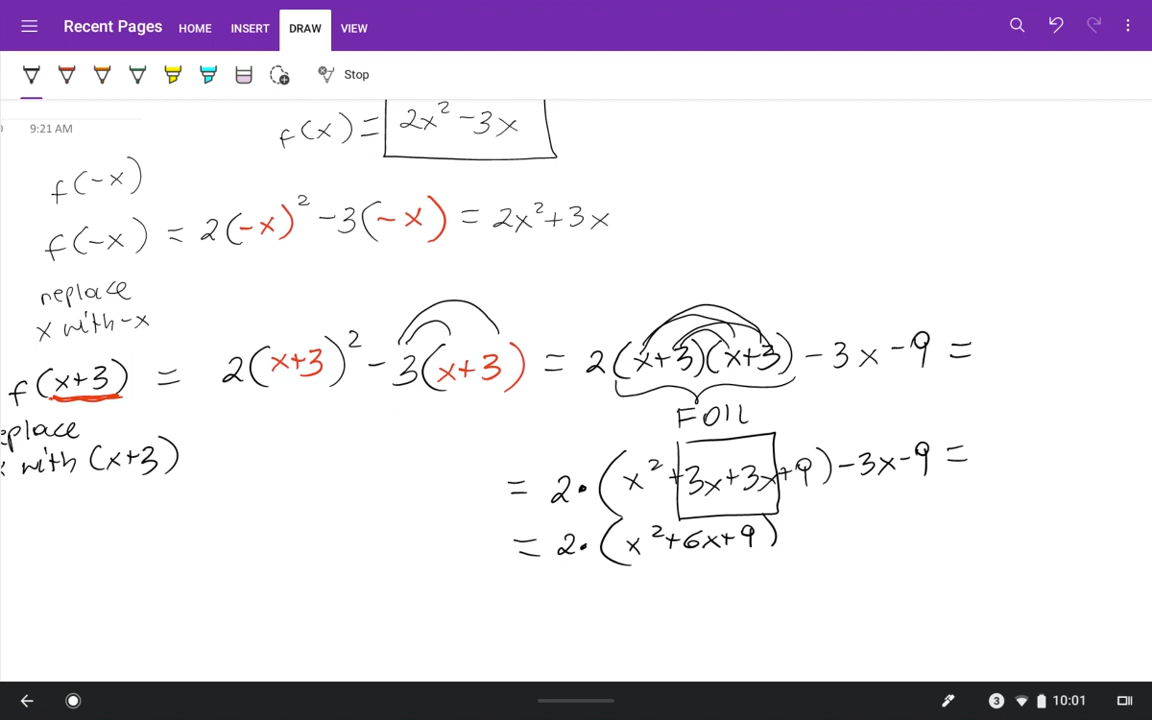 Recent Pages HOME INSERT DRAW VIEW
Stop
9:21 AM
f(x) = 2x² -3x
f(-x)
f(-x) = 2(-x)² -3(-x) = 2x²+3x
replace
x with -x
f(x+3) = 2(x+3)² -3(x+3) = 2(x+3)(x+3) -3x -9 =
eplace
x with (x+3)
FOIL
= 2•(x²+3x+3x+9)-3x-9 =
= 2•(x²+6x+9)
3 10:01